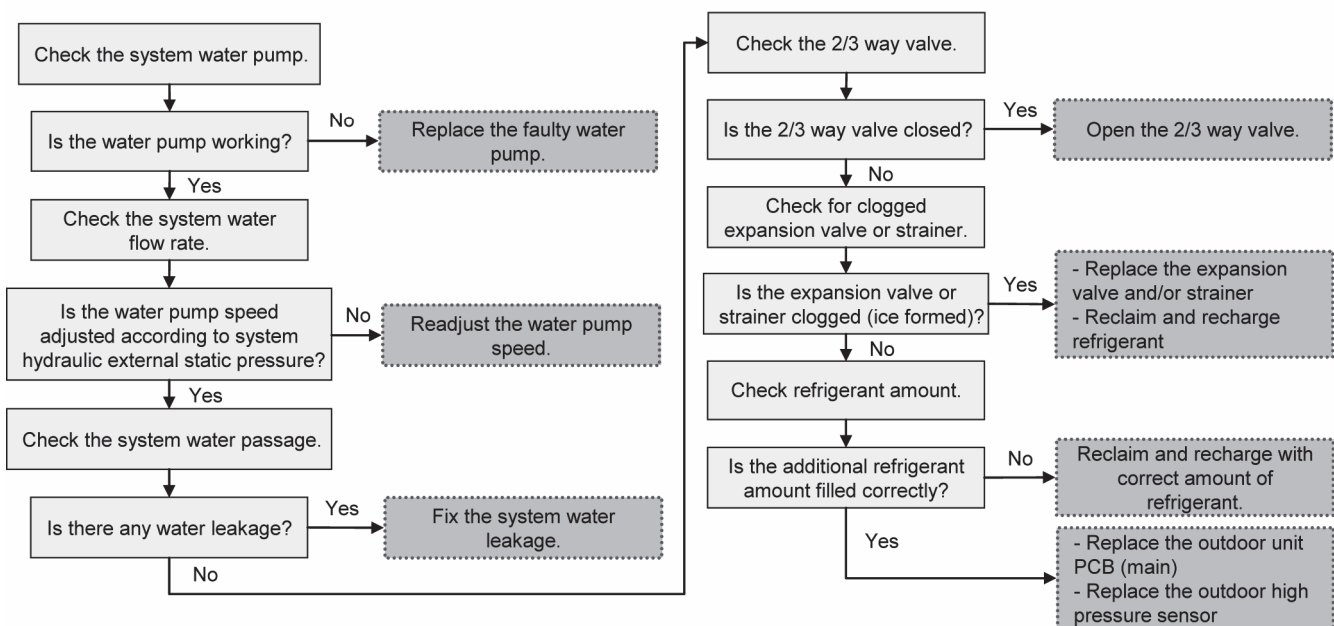 Check the system water pump.
Is the water pump working?
No
Replace the faulty water
pump.
Yes
Check the system water
flow rate.
Is the water pump speed
adjusted according to system
hydraulic external static pressure?
No
Readjust the water pump
speed.
Yes
Check the system water passage.
Is there any water leakage?
Yes
Fix the system water
leakage.
No
Check the 2/3 way valve.
Is the 2/3 way valve closed?
Yes
Open the 2/3 way valve.
No
Check for clogged
expansion valve or strainer.
Is the expansion valve or
strainer clogged (ice formed)?
Yes
- Replace the expansion
valve and/or strainer
- Reclaim and recharge
refrigerant
No
Check refrigerant amount.
Is the additional refrigerant
amount filled correctly?
No
Reclaim and recharge with
correct amount of
refrigerant.
Yes
- Replace the outdoor unit
PCB (main)
- Replace the outdoor high
pressure sensor